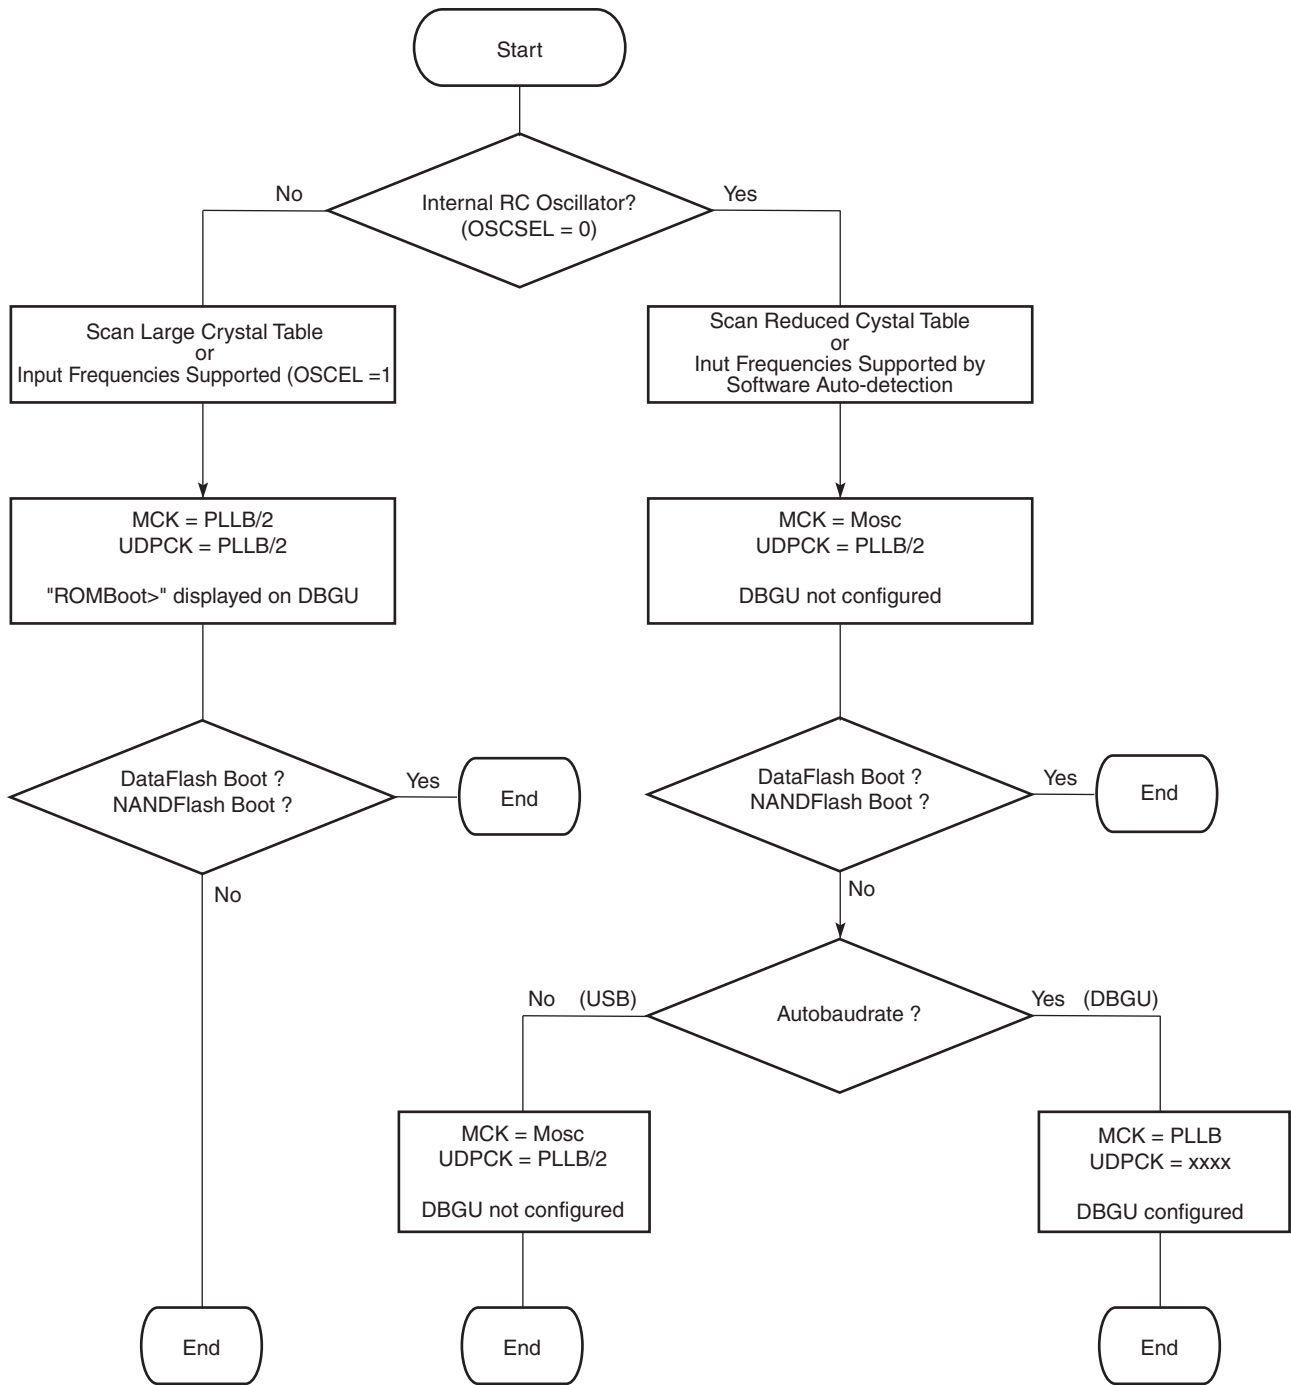 Start
Internal RC Oscillator?
(OSCSEL = 0)
No
Yes
Scan Large Crystal Table
or
Input Frequencies Supported (OSCEL =1
Scan Reduced Cystal Table
or
Inut Frequencies Supported by
Software Auto-detection
MCK = PLLB/2
UDPCK = PLLB/2
"ROMBoot>" displayed on DBGU
MCK = Mosc
UDPCK = PLLB/2
DBGU not configured
DataFlash Boot ?
NANDFlash Boot ?
Yes
End
No
DataFlash Boot ?
NANDFlash Boot ?
Yes
End
No
Autobaudrate ?
No (USB)
Yes (DBGU)
MCK = Mosc
UDPCK = PLLB/2
DBGU not configured
MCK = PLLB
UDPCK = xxxx
DBGU configured
End
End
End